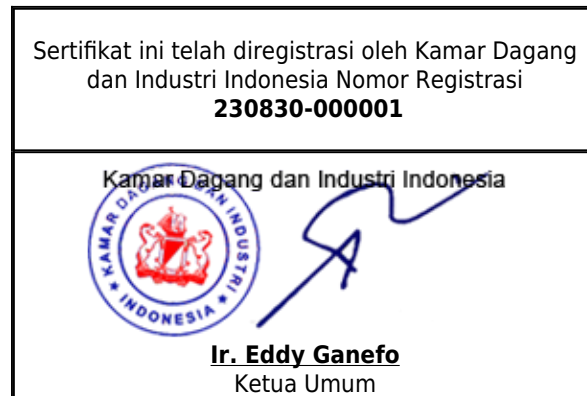 Sertifikat ini telah diregistrasi oleh Kamar Dagang
dan Industri Indonesia Nomor Registrasi
230830-000001
Kamar Dagang dan Industri Indonesia
KAMAR DAGANG DAN INDUSTRI
* INDONESIA *
Ir. Eddy Ganefo
Ketua Umum